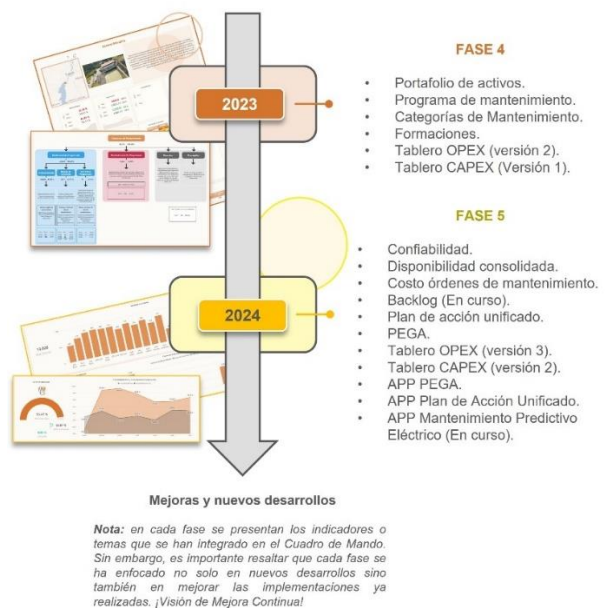 2023
FASE 4
• Portafolio de activos.
• Programa de mantenimiento.
• Categorías de Mantenimiento.
• Formaciones.
• Tablero OPEX (versión 2).
• Tablero CAPEX (Versión 1).
2024
FASE 5
• Confiabilidad.
• Disponibilidad consolidada.
• Costo órdenes de mantenimiento.
• Backlog (En curso).
• Plan de acción unificado.
• PEGA.
• Tablero OPEX (versión 3).
• Tablero CAPEX (versión 2).
• APP PEGA.
• APP Plan de Acción Unificado.
• APP Mantenimiento Predictivo
Eléctrico (En curso).
Mejoras y nuevos desarrollos
Nota: en cada fase se presentan los indicadores o
temas que se han integrado en el Cuadro de Mando.
Sin embargo, es importante resaltar que cada fase se
ha enfocado no solo en nuevos desarrollos sino
también en mejorar las implementaciones ya
realizadas. ¡Visión de Mejora Continua!